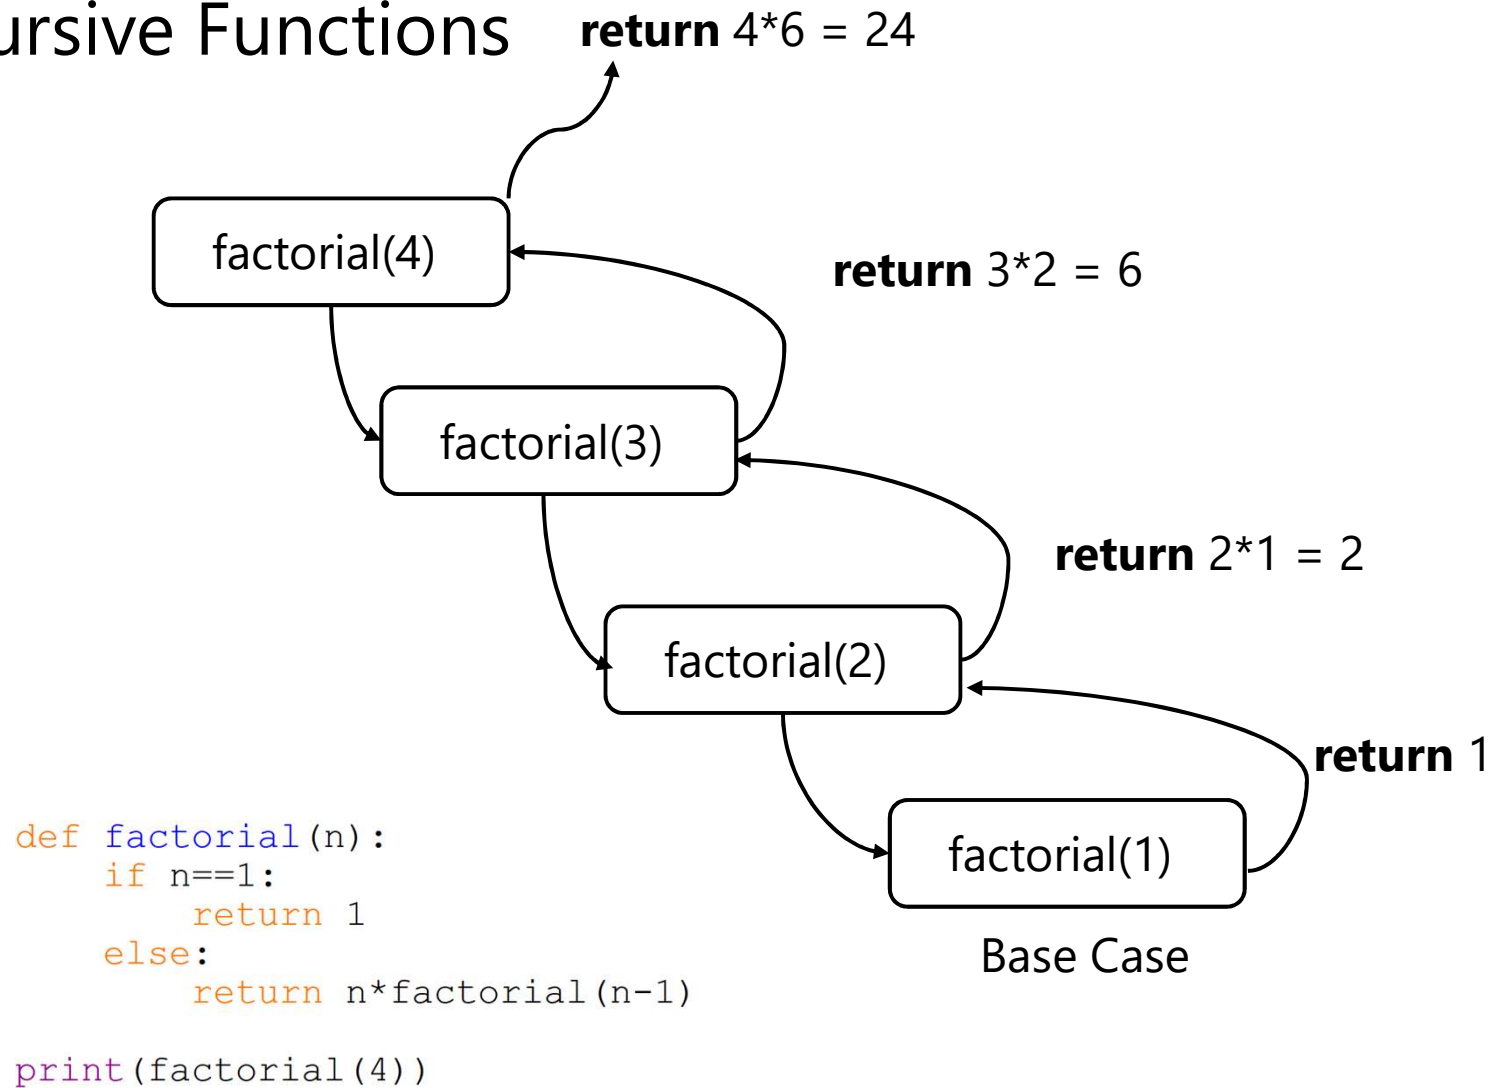 ursive Functions
return 4*6 = 24
factorial(4)
return 3*2 = 6
factorial(3)
return 2*1 = 2
factorial(2)
return 1
factorial(1)
Base Case
def factorial(n):
    if n==1:
        return 1
    else:
        return n*factorial(n-1)
print(factorial(4))